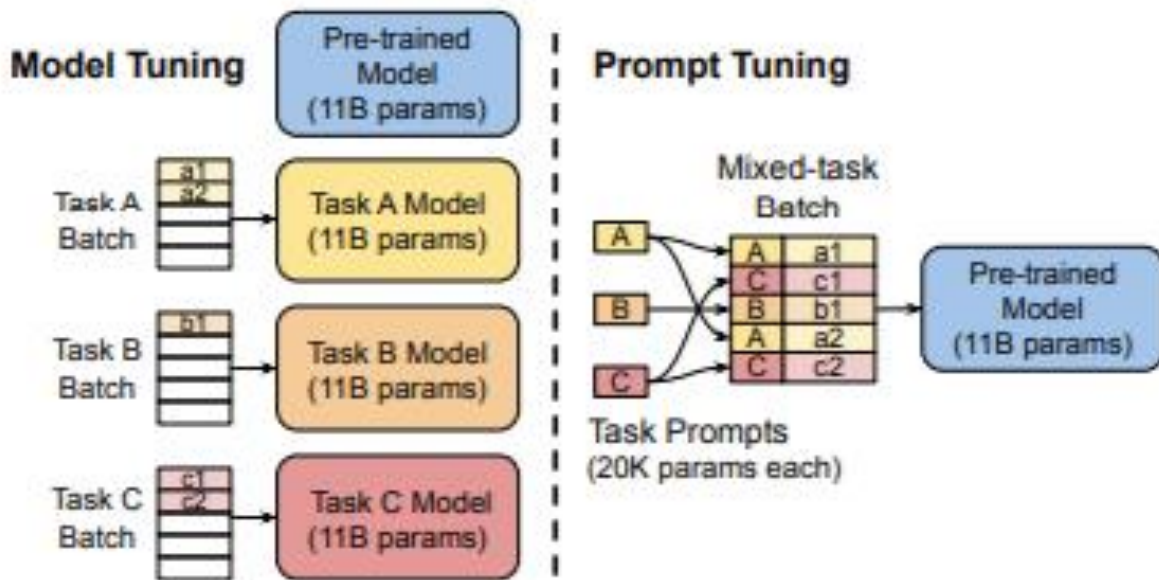 Model Tuning
Pre-trained
Model
(11B params)
a1
a2
Task A
Batch
Task A Model
(11B params)
b1
Task B
Batch
Task B Model
(11B params)
c1
c2
Task C
Batch
Task C Model
(11B params)
Prompt Tuning
Mixed-task
Batch
A
B
C
A a1
C c1
B b1
A a2
C c2
Pre-trained
Model
(11B params)
Task Prompts
(20K params each)